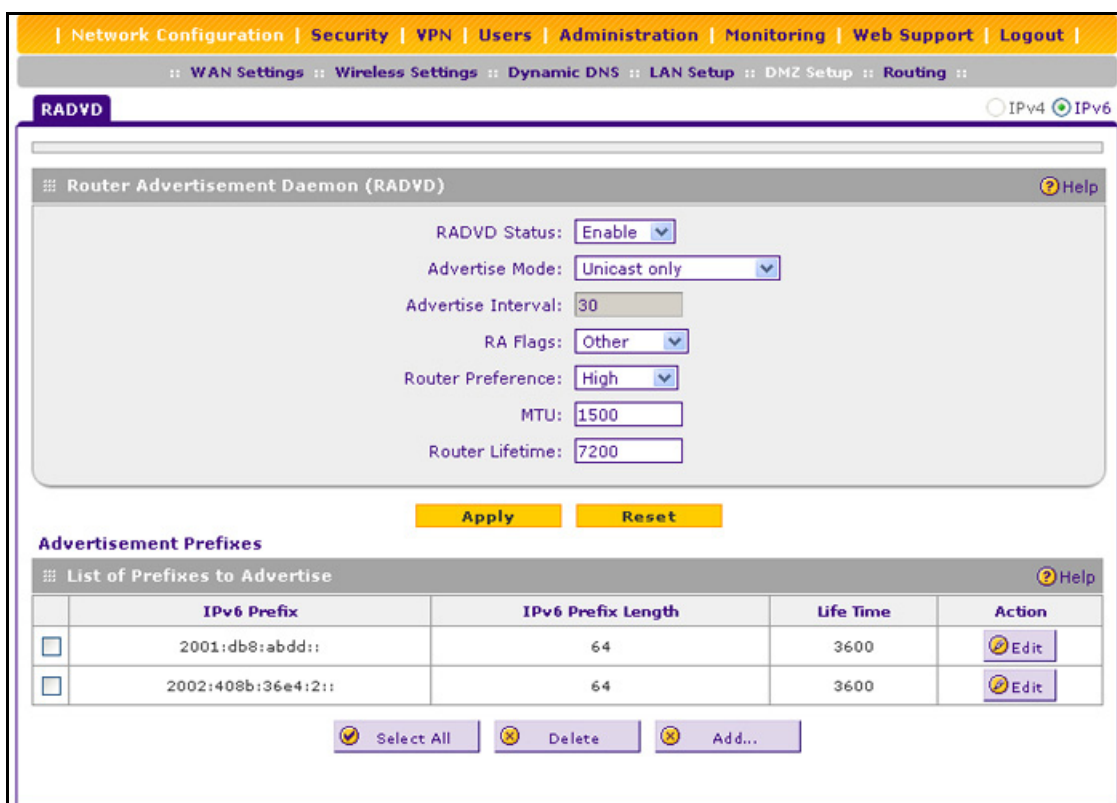 | Network Configuration | Security | VPN | Users | Administration | Monitoring | Web Support | Logout |
:: WAN Settings :: Wireless Settings :: Dynamic DNS :: LAN Setup :: DMZ Setup :: Routing ::
RADVD IPv4 IPv6
Router Advertisement Daemon (RADVD) ? Help
RADVD Status: Enable
Advertise Mode: Unicast only
Advertise Interval: 30
RA Flags: Other
Router Preference: High
MTU: 1500
Router Lifetime: 7200
Apply Reset
Advertisement Prefixes
List of Prefixes to Advertise ? Help
IPv6 Prefix IPv6 Prefix Length Life Time Action
2001:db8:abdd:: 64 3600 Edit
2002:408b:36e4:2:: 64 3600 Edit
Select All Delete Add...